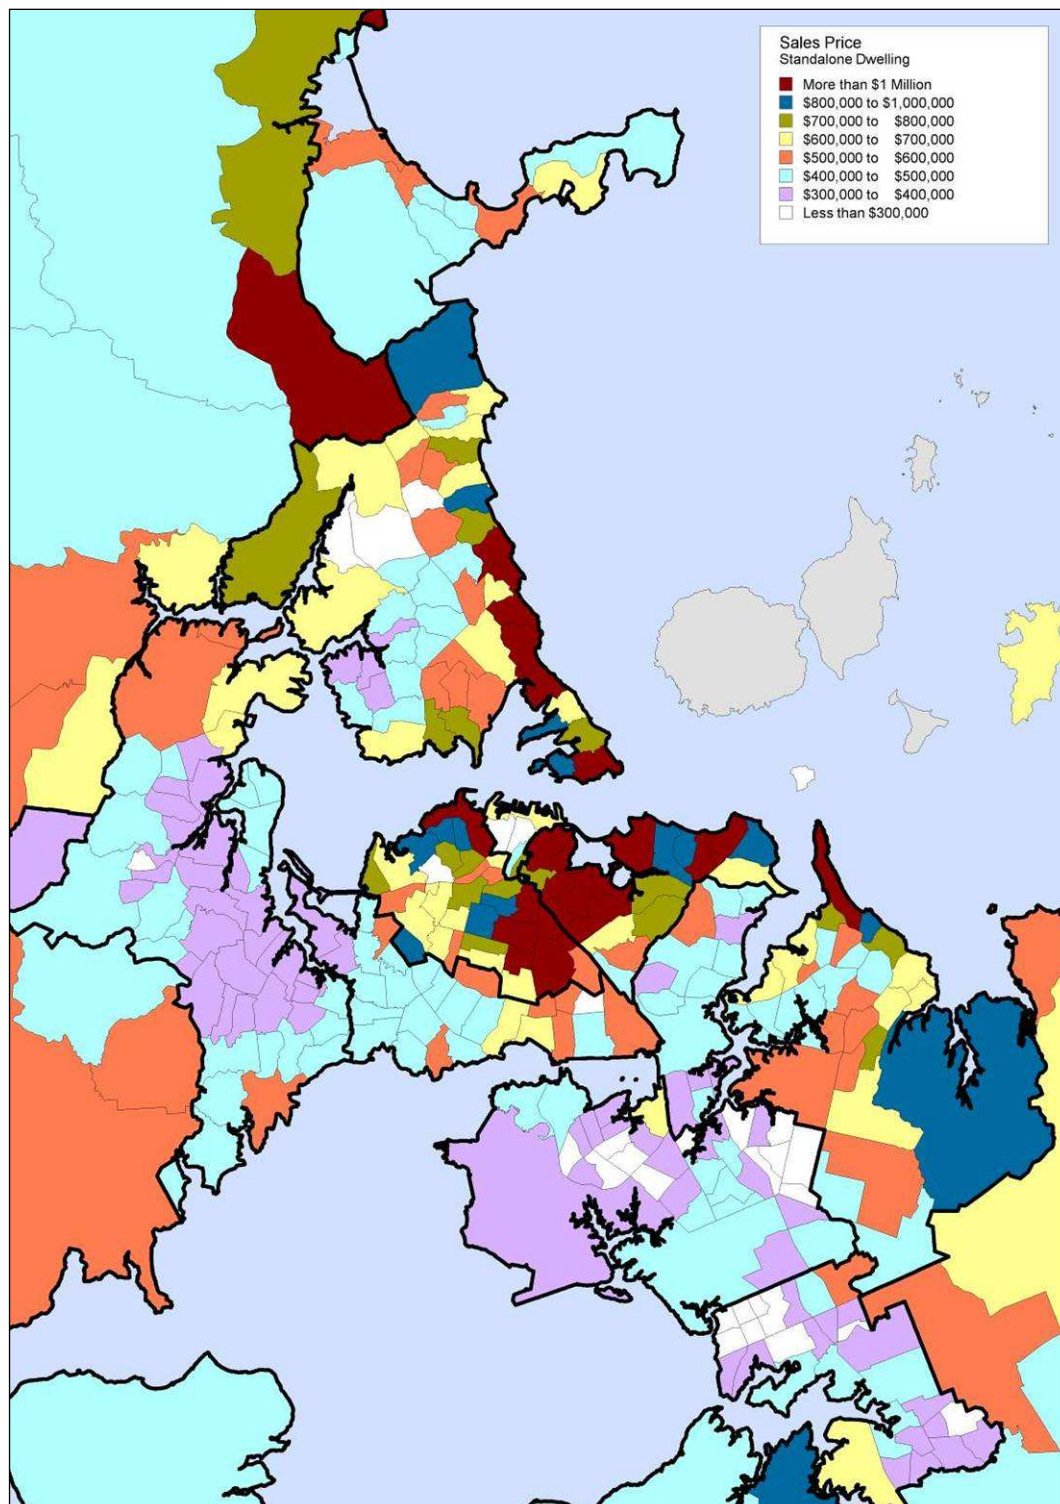 Sales Price
Standalone Dwelling
More than $1 Million
$800,000 to $1,000,000
$700,000 to $800,000
$600,000 to $700,000
$500,000 to $600,000
$400,000 to $500,000
$300,000 to $400,000
Less than $300,000